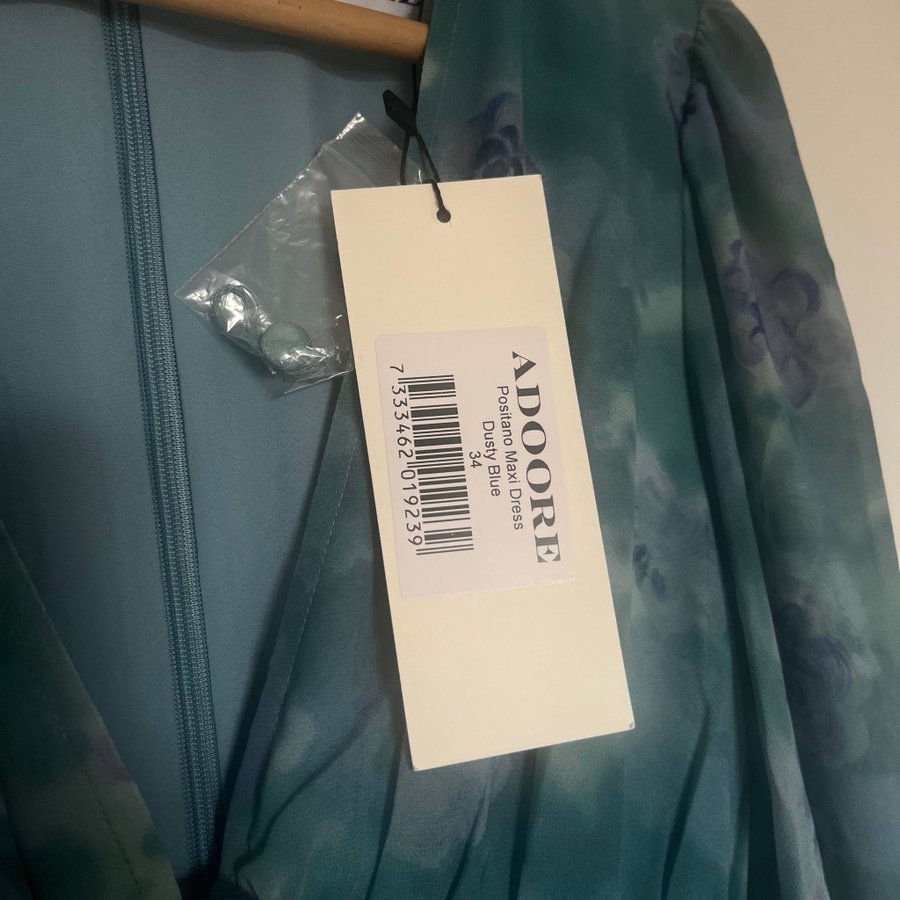 ADOORE
Positano Maxi Dress
Dusty Blue
34
7 333462 019239